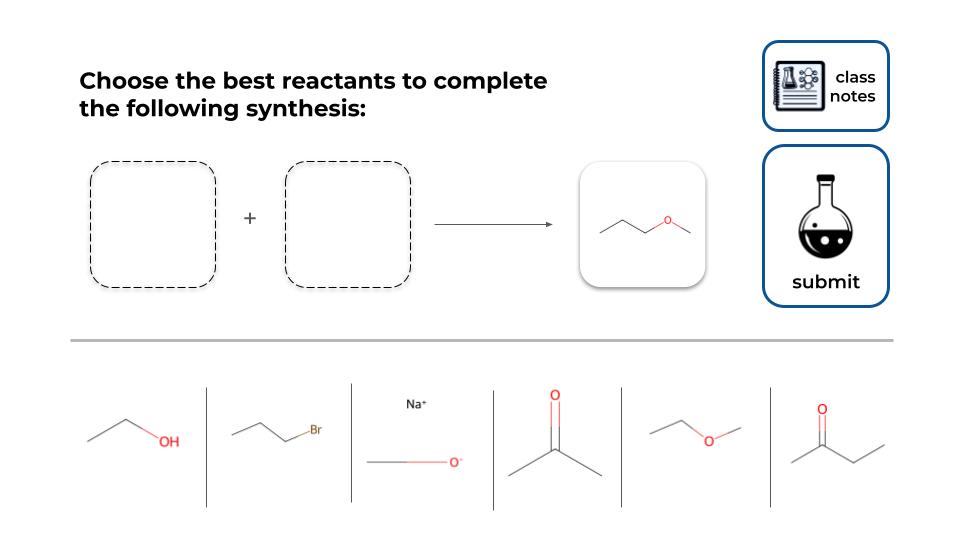 Choose the best reactants to complete
the following synthesis:
class
notes
+
O
submit
OH
Br
Na⁺
O⁻
O
O
O